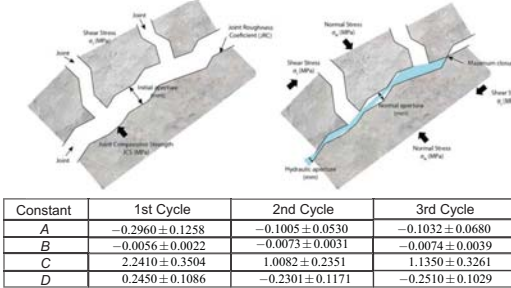 Joint
Shear Stress
σs (MPa)
Joint
Joint Roughness
Coefficient (JRC)
Initial aperture
(mm)
Joint Compressive Strength
JCS (MPa)
Joint
Normal Stress
σn (MPa)
Shear Stress
(MPa)
Maximum closure
Normal aperture
(mm)
Shear
(MPa)
Normal Stress
σn (MPa)
Hydraulic aperture
(mm)
Constant 1st Cycle 2nd Cycle 3rd Cycle
A −0.2960 ± 0.1258 −0.1005 ± 0.0530 −0.1032 ± 0.0680
B −0.0056 ± 0.0022 −0.0073 ± 0.0031 −0.0074 ± 0.0039
C 2.2410 ± 0.3504 1.0082 ± 0.2351 1.1350 ± 0.3261
D 0.2450 ± 0.1086 −0.2301 ± 0.1171 −0.2510 ± 0.1029